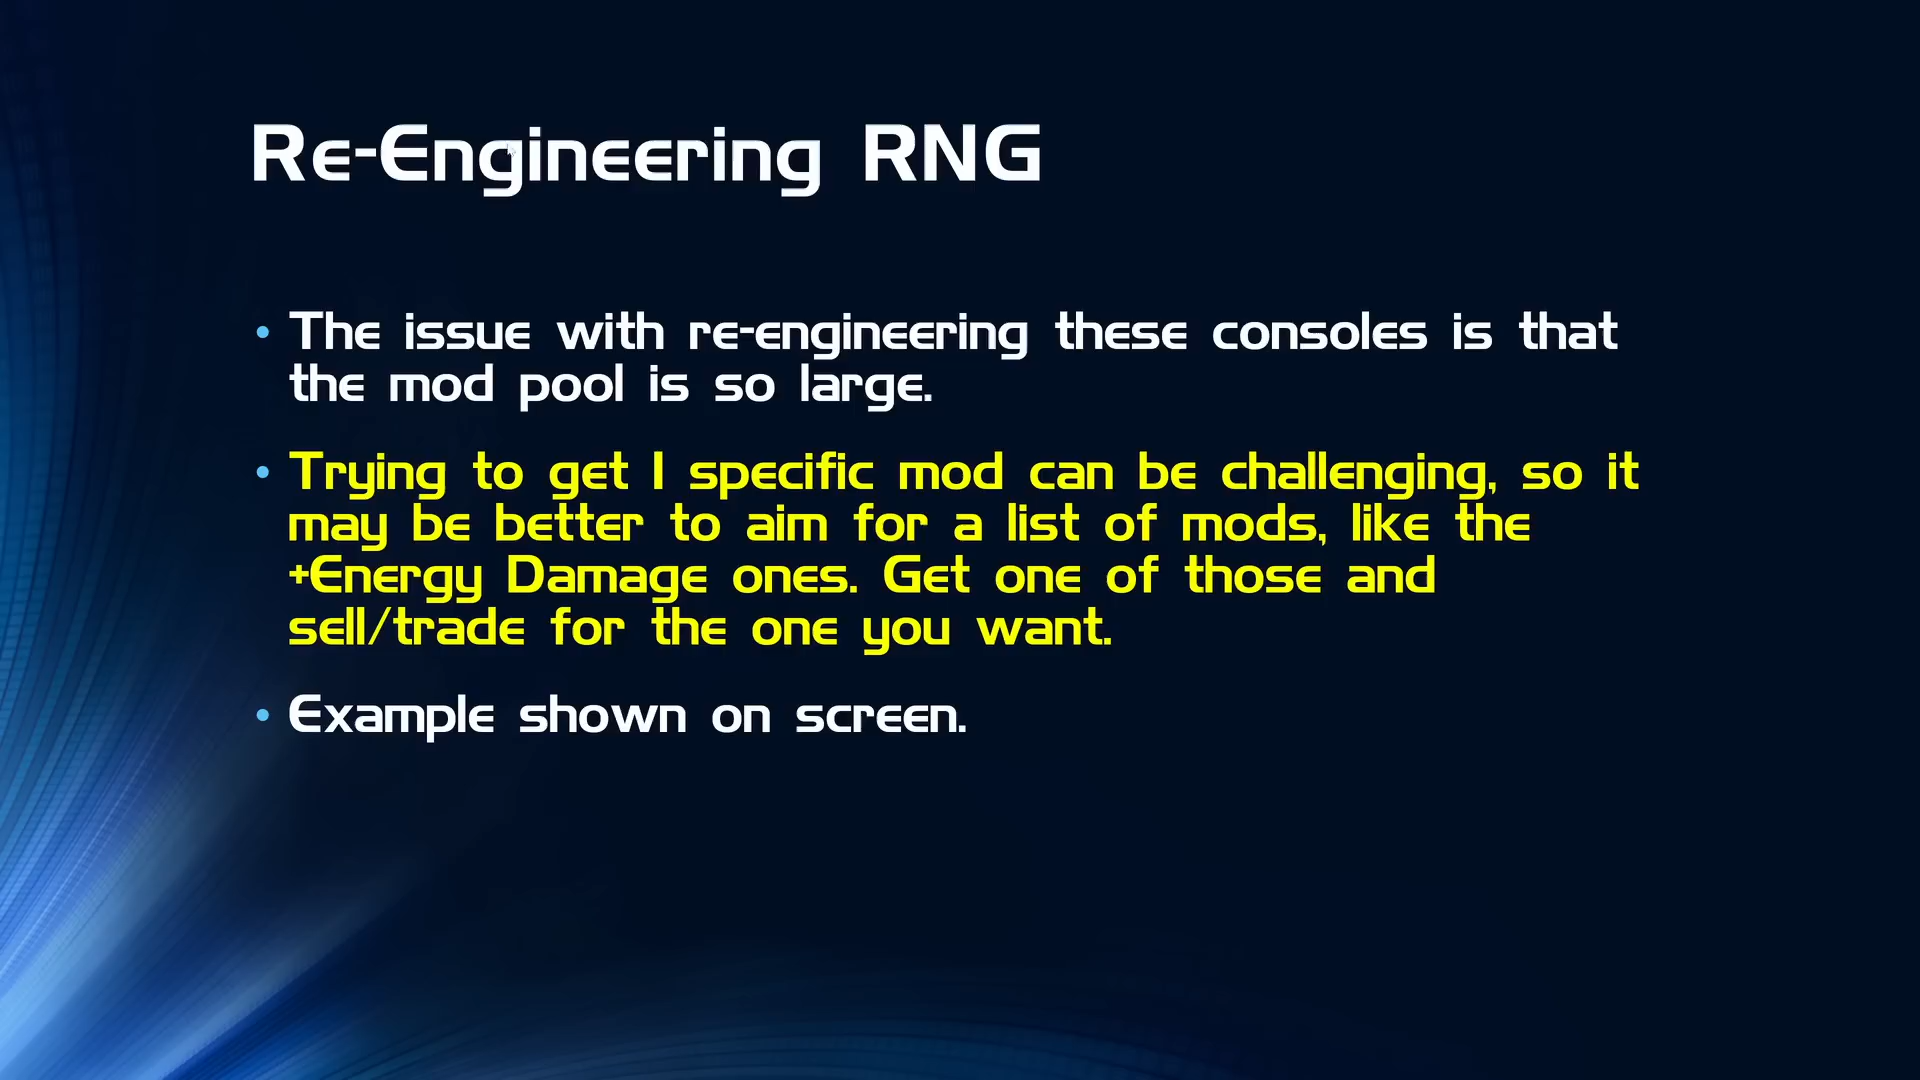 Re-Engineering RNG
• The issue with re-engineering these consoles is that
the mod pool is so large.
• Trying to get 1 specific mod can be challenging, so it
may be better to aim for a list of mods, like the
+Energy Damage ones. Get one of those and
sell/trade for the one you want.
• Example shown on screen.